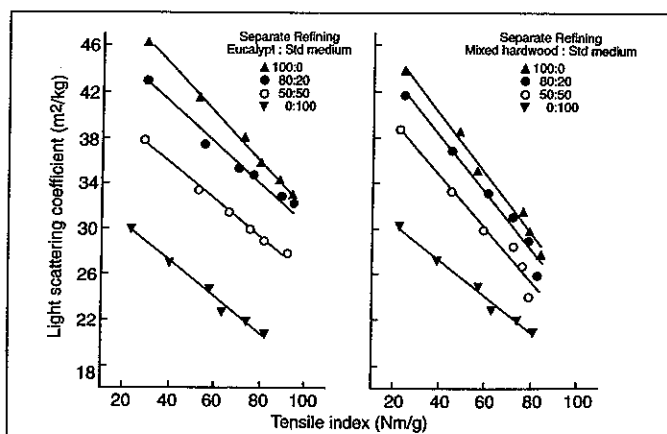 Separate Refining
Eucalypt : Std medium
▲ 100:0
● 80:20
○ 50:50
▼ 0:100
Separate Refining
Mixed hardwood : Std medium
▲ 100:0
● 80:20
○ 50:50
▼ 0:100
Light scattering coefficient (m2/kg)
46
42
38
34
30
26
22
18
20 40 60 80 100
20 40 60 80 100
Tensile index (Nm/g)